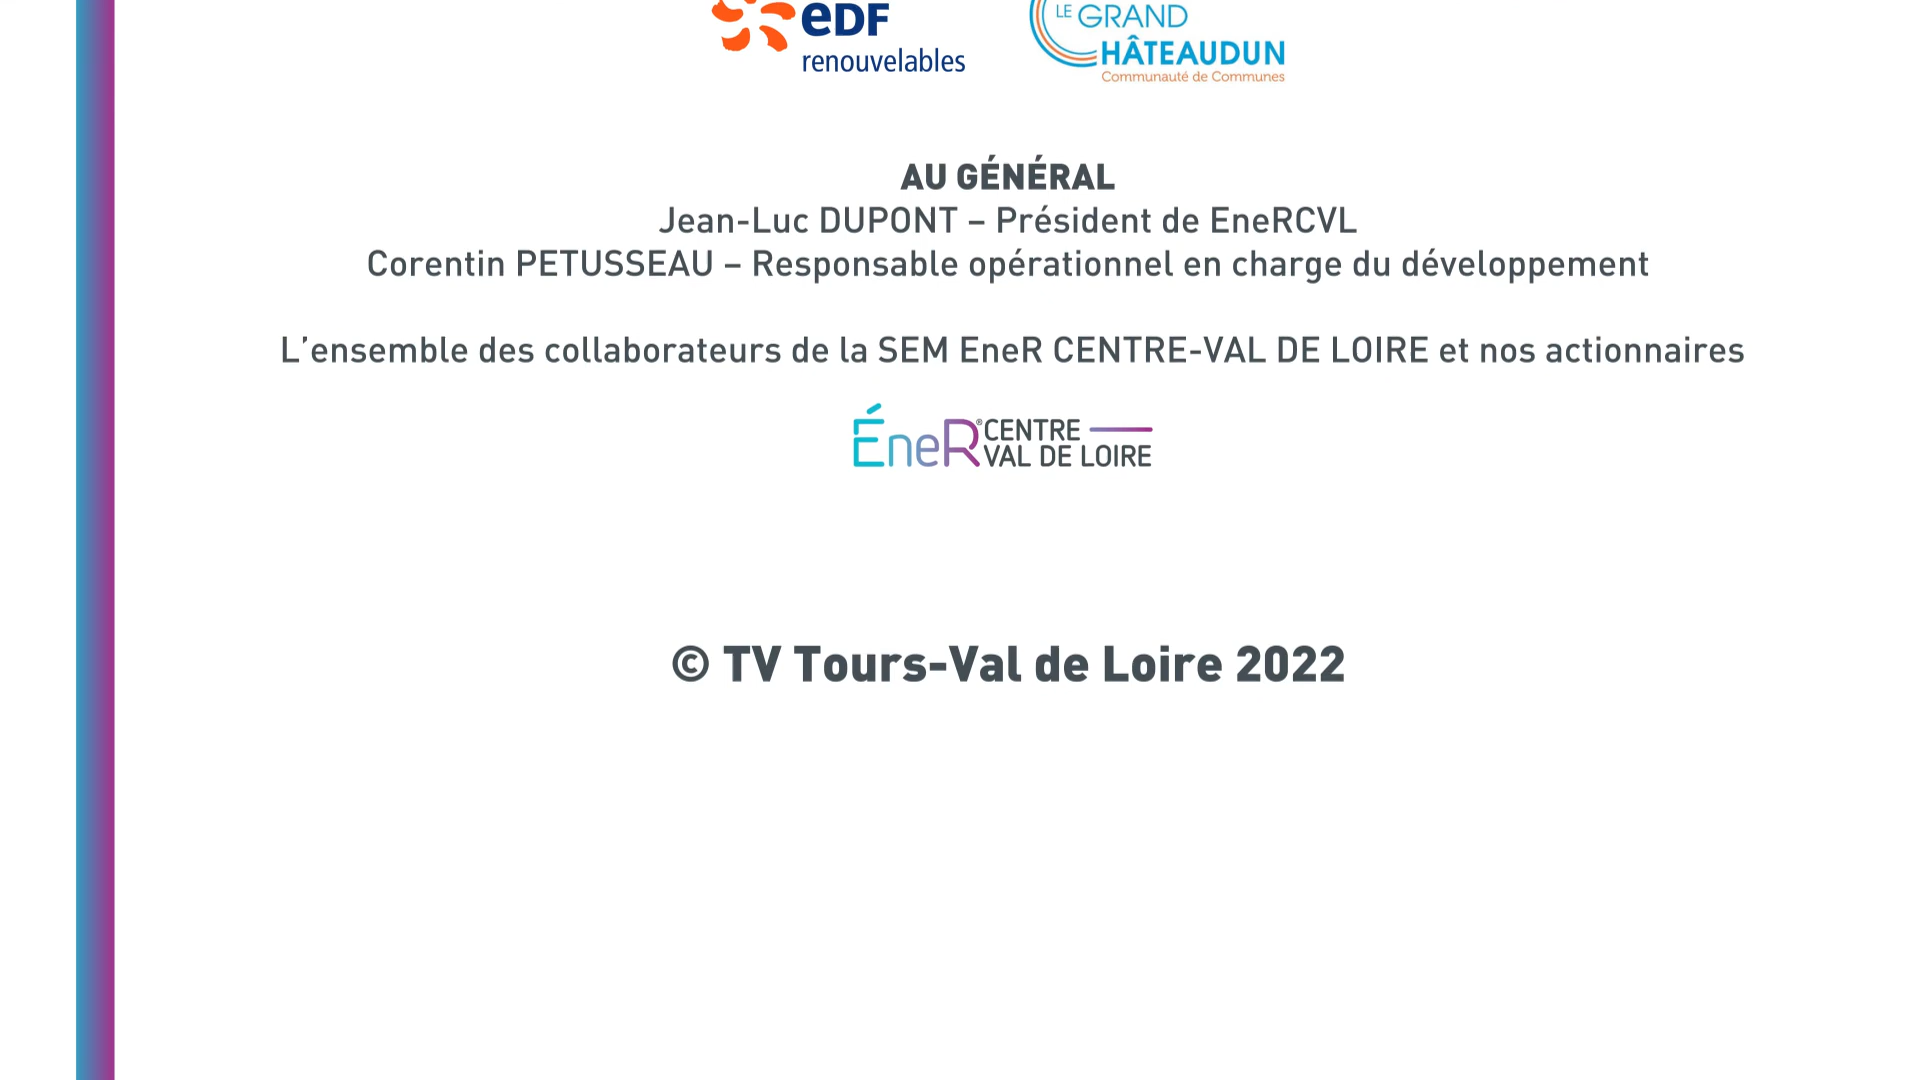 eDF
renouvelables
LE GRAND
HÂTEAUDUN
Communauté de Communes
AU GÉNÉRAL
Jean-Luc DUPONT – Président de EneRCVL
Corentin PETUSSEAU – Responsable opérationnel en charge du développement
L’ensemble des collaborateurs de la SEM EneR CENTRE-VAL DE LOIRE et nos actionnaires
ÉneR® CENTRE
VAL DE LOIRE
© TV Tours-Val de Loire 2022